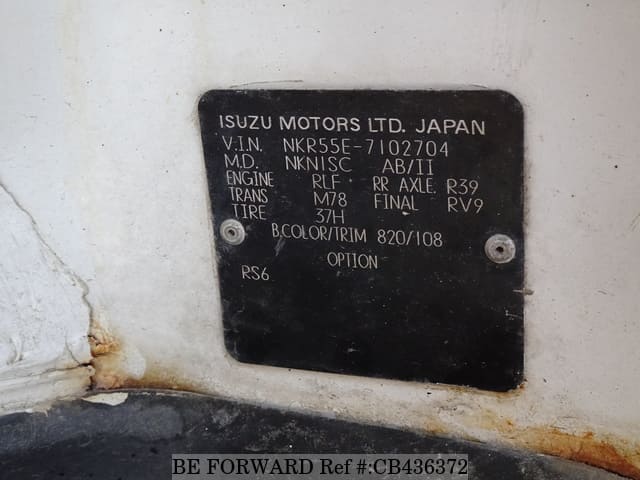 ISUZU MOTORS LTD. JAPAN
V.I.N. NKR55E-7102704
M.D. NKN1SC AB/II
ENGINE RLF RR AXLE R39
TRANS M78 FINAL RV9
TIRE 37H
B.COLOR/TRIM 820/108
OPTION
RS6
BE FORWARD Ref #:CB436372